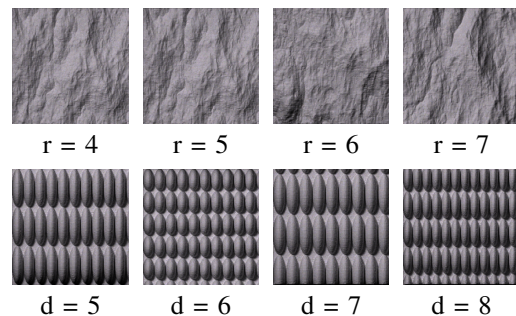 r = 4 r = 5 r = 6 r = 7
d = 5 d = 6 d = 7 d = 8